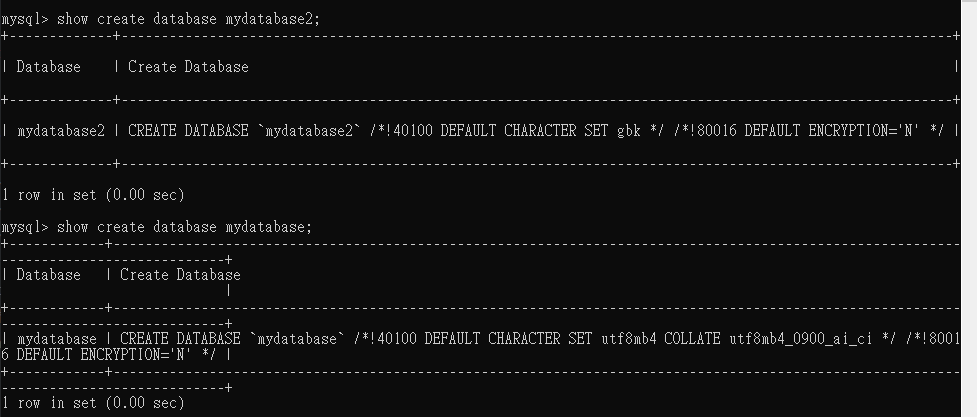 mysql> show create database mydatabase2;
+-------------+------------------------------------------------------------------------------------------------------+
| Database    | Create Database                                                                                      |
+-------------+------------------------------------------------------------------------------------------------------+
| mydatabase2 | CREATE DATABASE `mydatabase2` /*!40100 DEFAULT CHARACTER SET gbk */ /*!80016 DEFAULT ENCRYPTION='N' */ |
+-------------+------------------------------------------------------------------------------------------------------+
1 row in set (0.00 sec)
mysql> show create database mydatabase;
+------------+--------------------------------------------------------------------------------------------------------
----------------------------+
| Database   | Create Database
                            |
+------------+--------------------------------------------------------------------------------------------------------
----------------------------+
| mydatabase | CREATE DATABASE `mydatabase` /*!40100 DEFAULT CHARACTER SET utf8mb4 COLLATE utf8mb4_0900_ai_ci */ /*!8001
6 DEFAULT ENCRYPTION='N' */ |
+------------+--------------------------------------------------------------------------------------------------------
----------------------------+
1 row in set (0.00 sec)